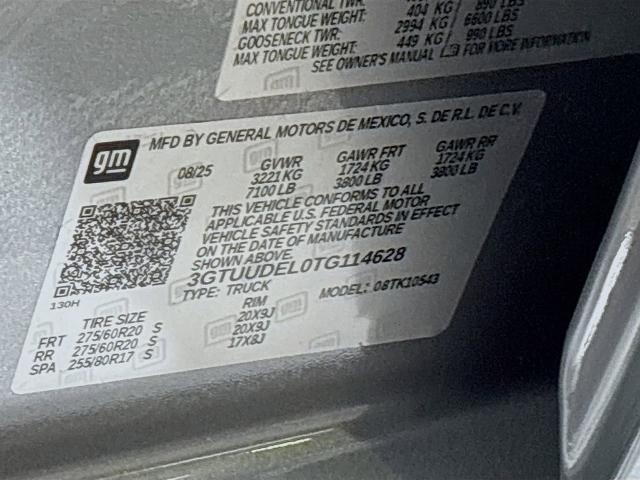 CONVENTIONAL TWR: 404 KG / 890 LBS
MAX TONGUE WEIGHT: 2994 KG 6600 LBS
GOOSENECK TWR: 449 KG / 990 LBS
MAX TONGUE WEIGHT:
SEE OWNER'S MANUAL FOR MORE INFORMATION
gm
MFD BY GENERAL MOTORS DE MEXICO, S. DE R.L. DE C.V.
08/25 GVWR GAWR FRT GAWR RR
3221 KG 1724 KG 1724 KG
7100 LB 3800 LB 3800 LB
THIS VEHICLE CONFORMS TO ALL
APPLICABLE U.S. FEDERAL MOTOR
VEHICLE SAFETY STANDARDS IN EFFECT
ON THE DATE OF MANUFACTURE
SHOWN ABOVE.
3GTUUDEL0TG114628
130H
TYPE: TRUCK MODEL: 08TK10543
TIRE SIZE RIM
FRT 275/60R20 S 20X9J
RR 275/60R20 S 20X9J
SPA 255/80R17 S 17X8J